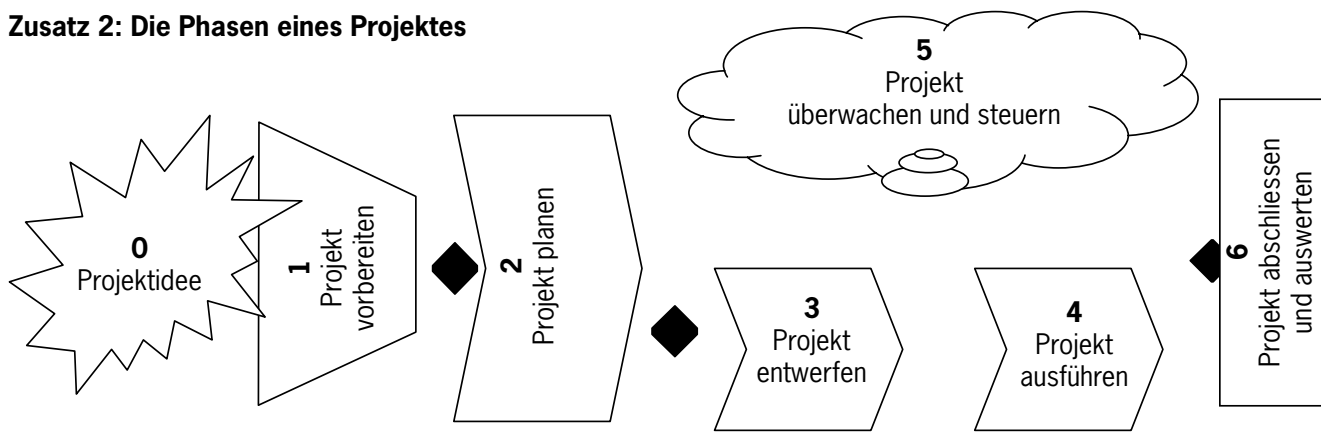 Zusatz 2: Die Phasen eines Projektes
0
Projektidee
1
Projekt
vorbereiten
2
Projekt planen
3
Projekt
entwerfen
4
Projekt
ausführen
5
Projekt
überwachen und steuern
6
Projekt abschliessen
und auswerten